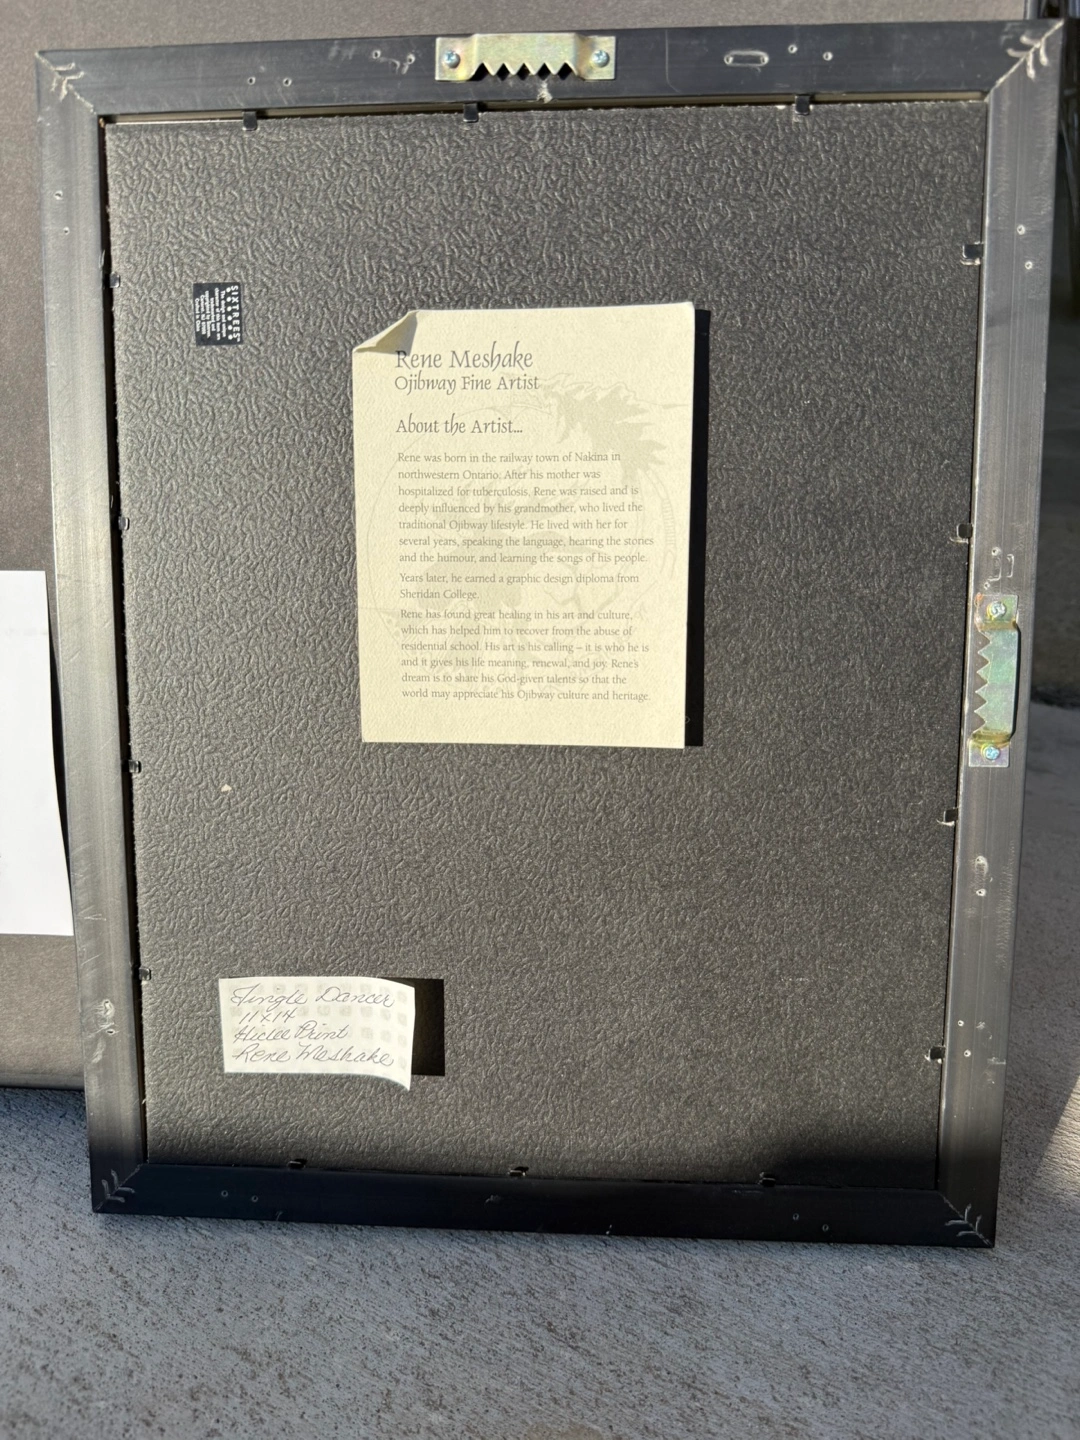 SIXTREES
Rene Meshake
Ojibway Fine Artist
About the Artist...
Rene was born in the railway town of Nakina in
northwestern Ontario. After his mother was
hospitalized for tuberculosis, Rene was raised and is
deeply influenced by his grandmother, who lived the
traditional Ojibway lifestyle. He lived with her for
several years, speaking the language, hearing the stories
and the humour, and learning the songs of his people.
Years later, he earned a graphic design diploma from
Sheridan College.
Rene has found great healing in his art and culture,
which has helped him to recover from the abuse of
residential school. His art is his calling – it is who he is
and it gives his life meaning, renewal, and joy. Rene's
dream is to share his God-given talents so that the
world may appreciate his Ojibway culture and heritage.
Jingle Dancer
11x14
Giclee Print
Rene Meshake